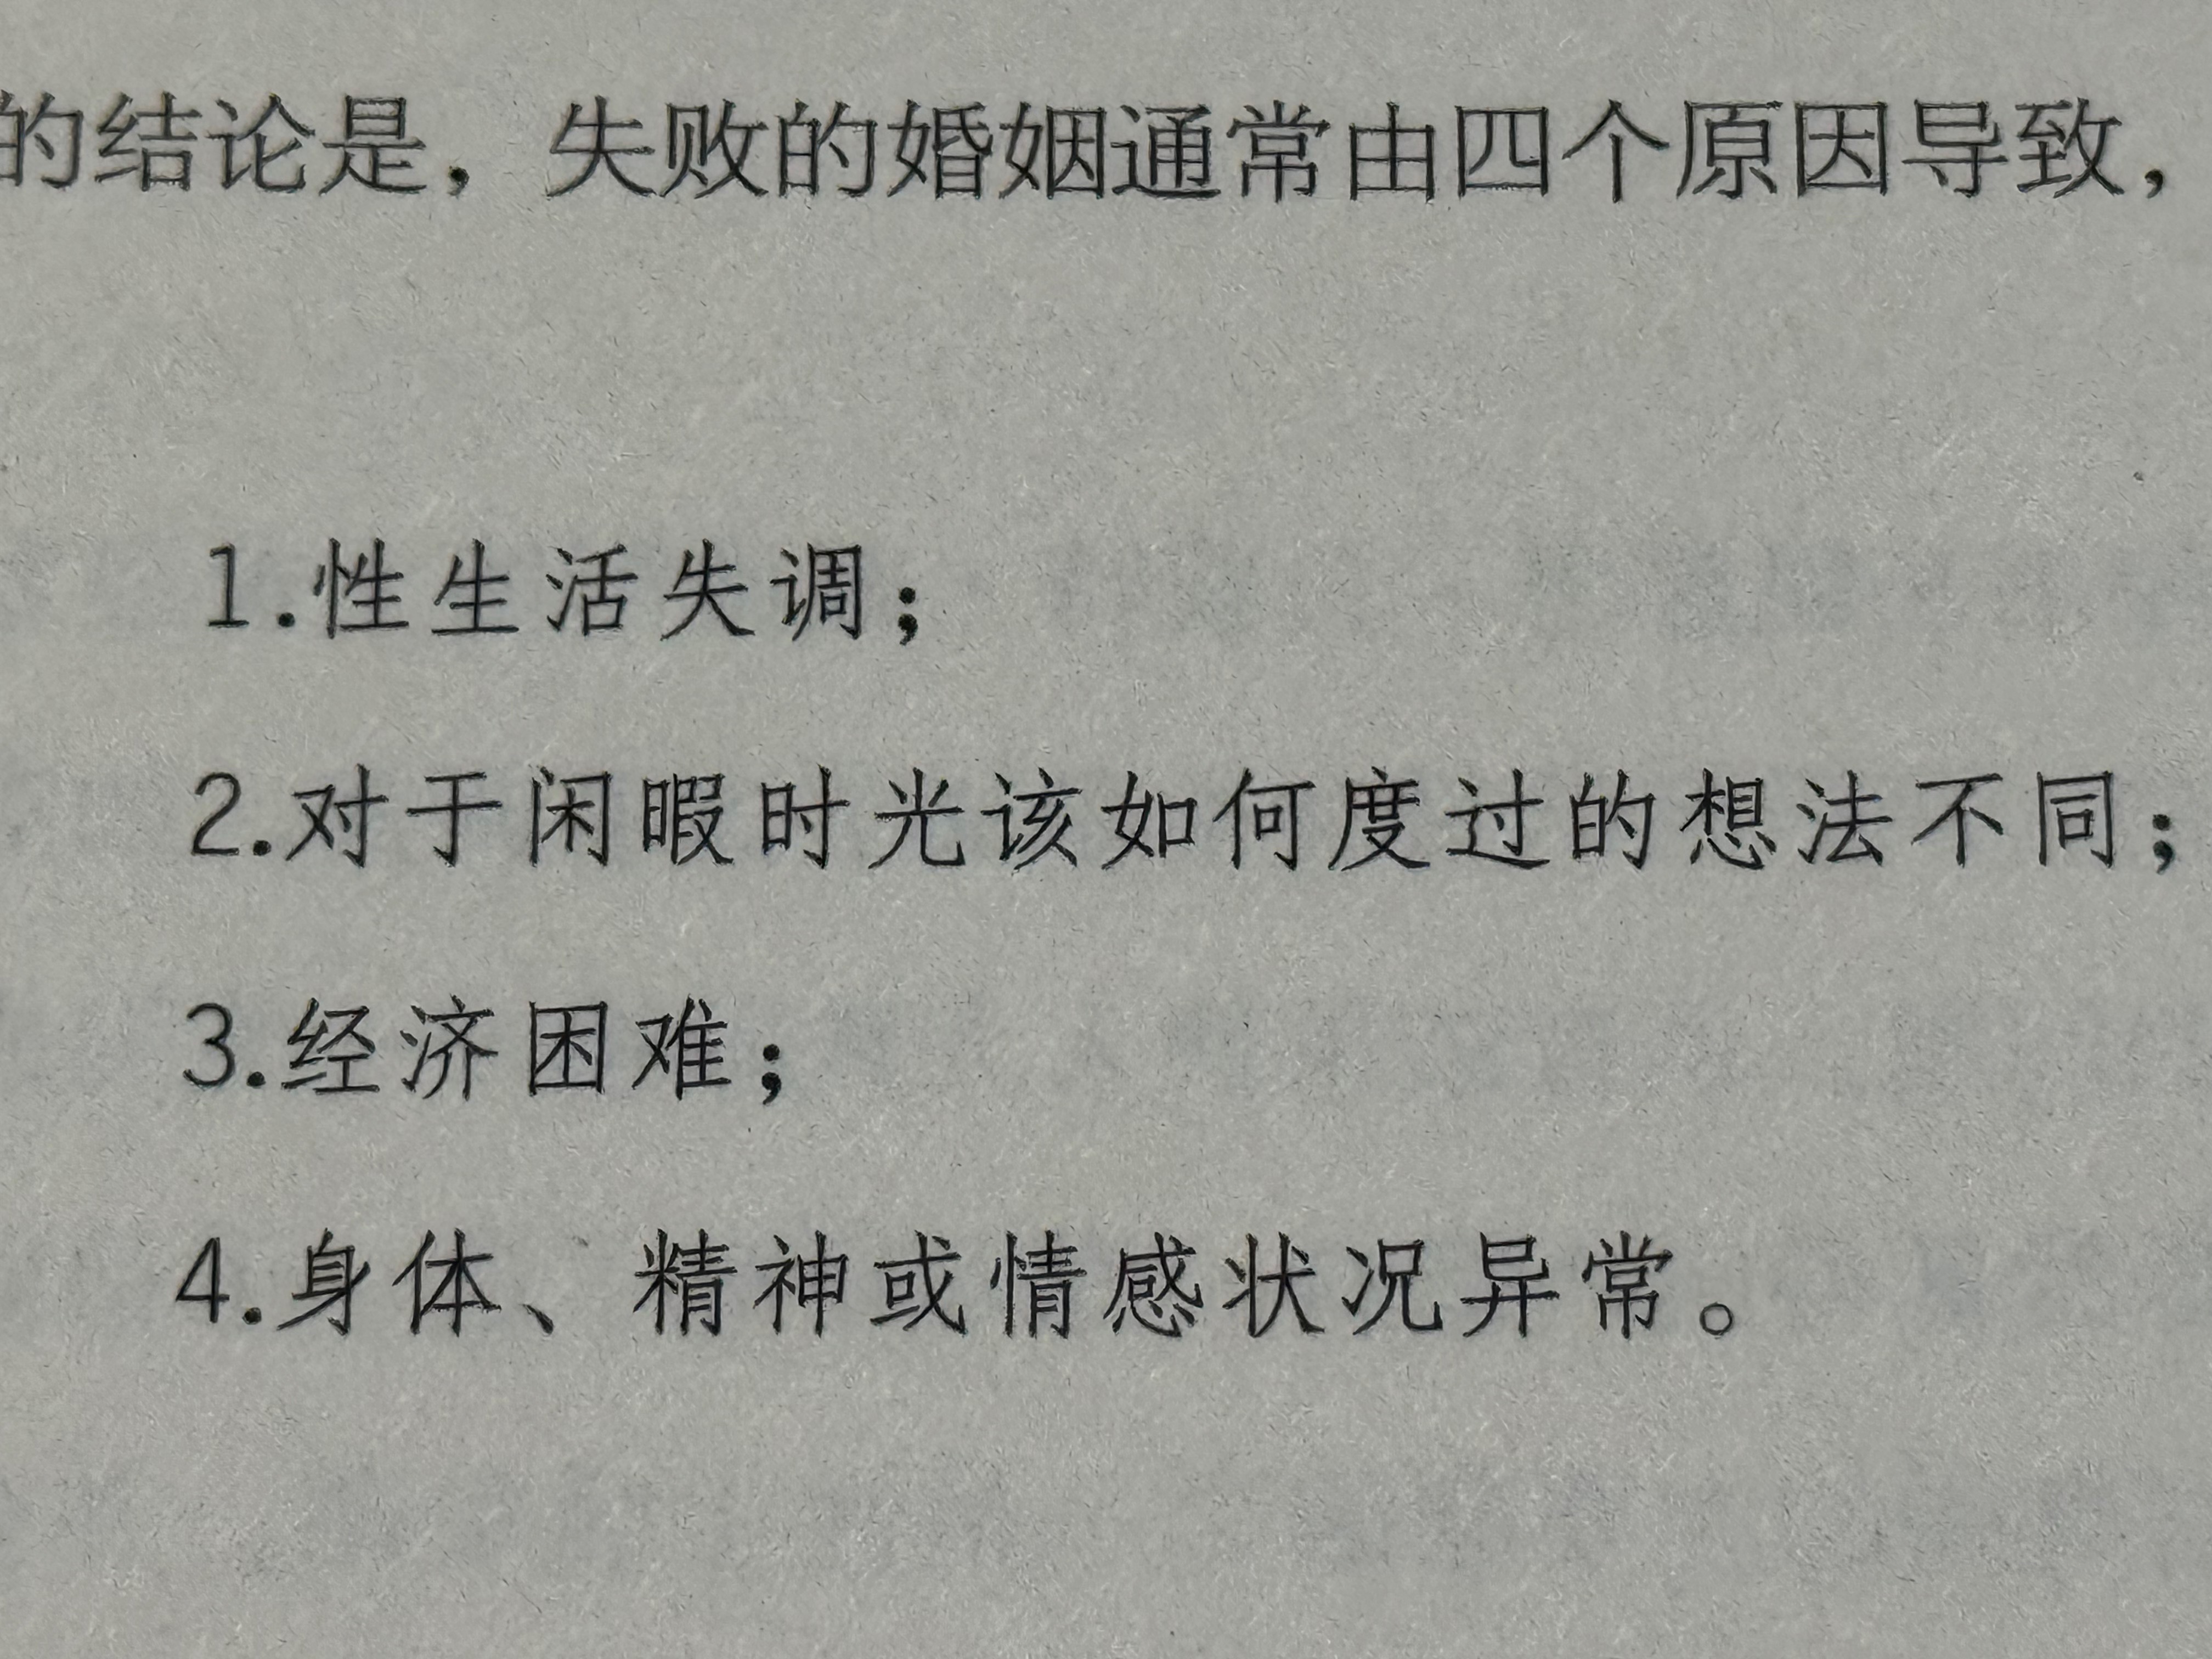 的结论是，失败的婚姻通常由四个原因导致，
1.性生活失调；
2.对于闲暇时光该如何度过的想法不同；
3.经济困难；
4.身体、精神或情感状况异常。